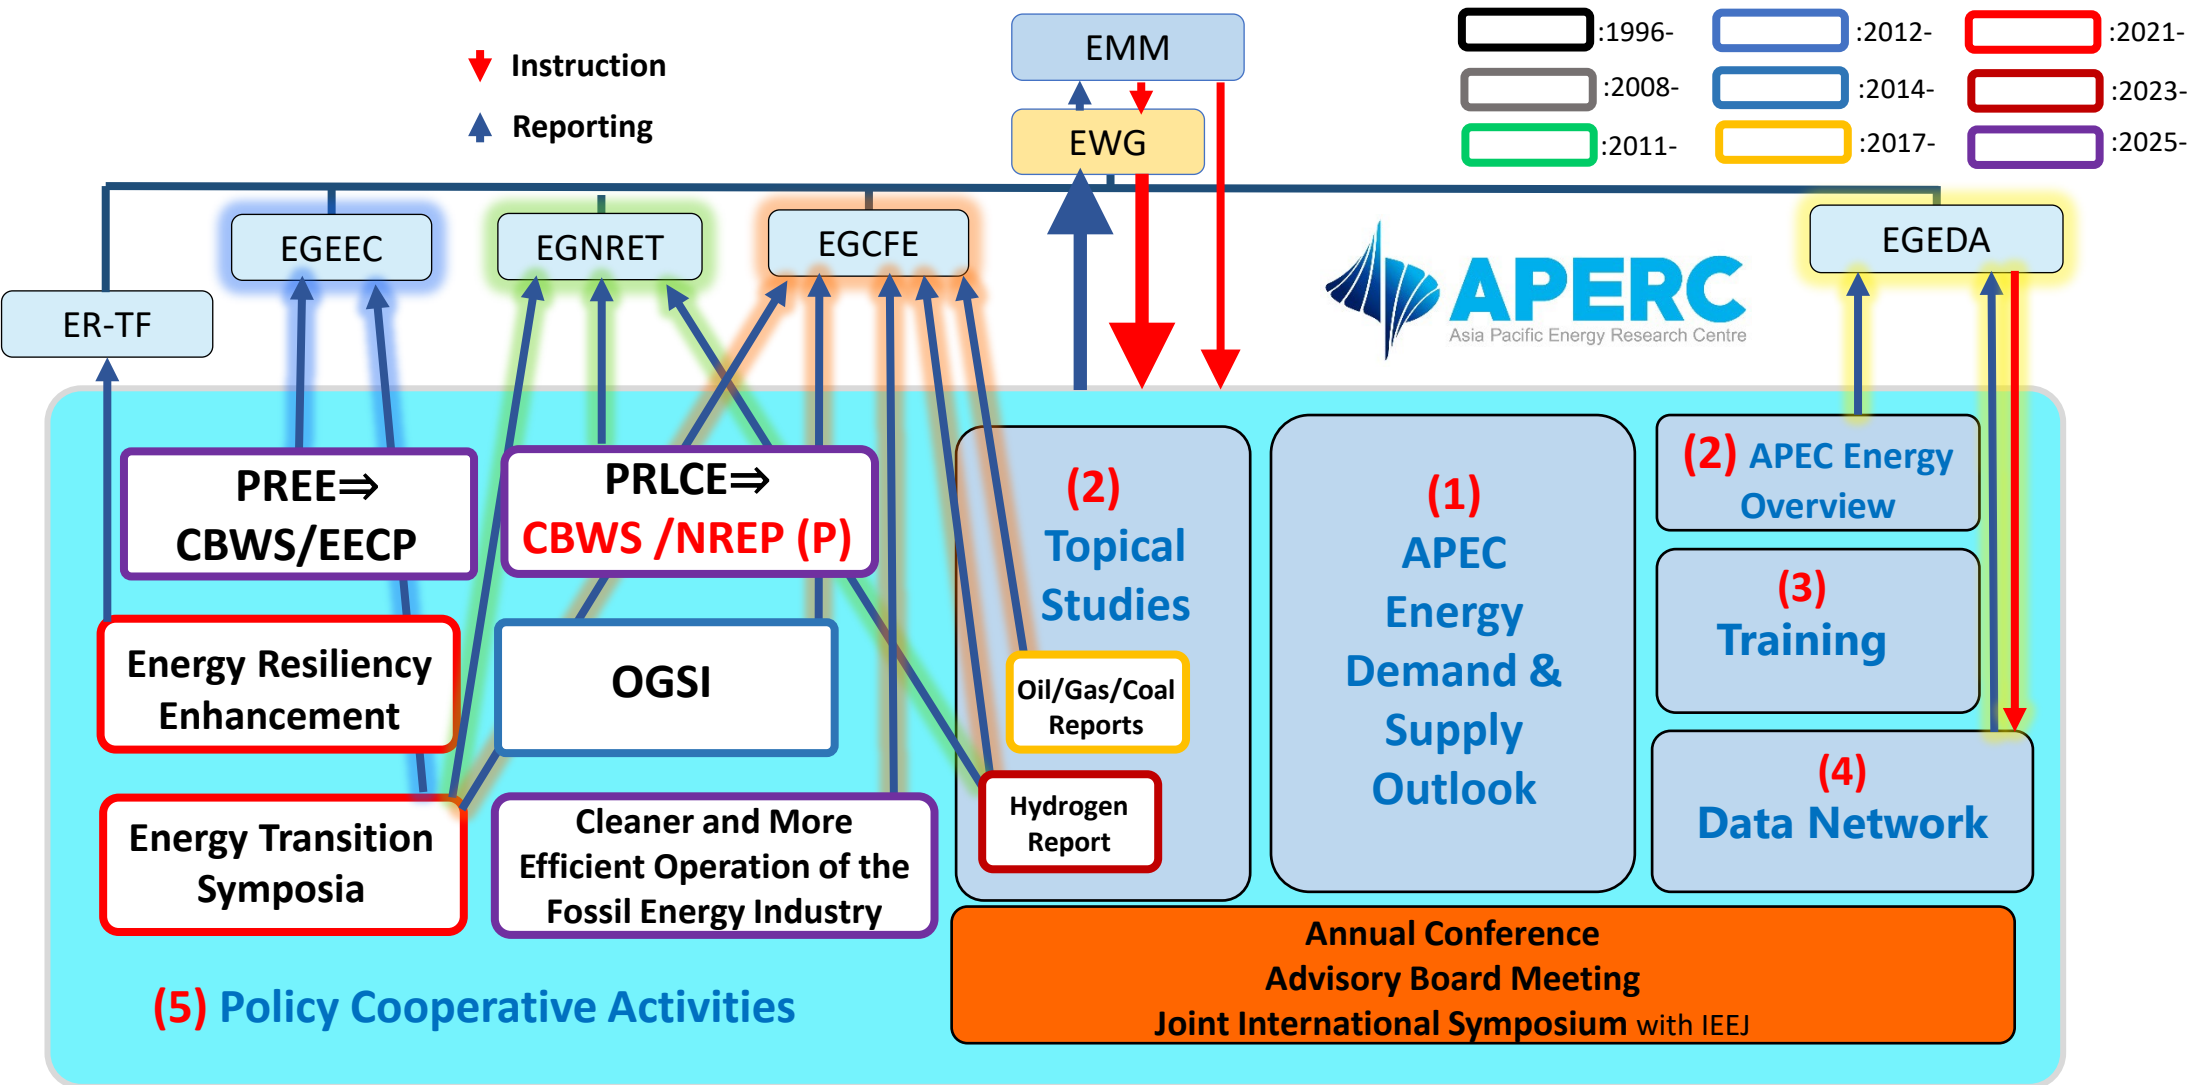 Instruction
Reporting
EMM
EWG
:1996-
:2012-
:2021-
:2008-
:2014-
:2023-
:2011-
:2017-
:2025-
EGEEC
EGNRET
EGCFE
EGEDA
ER-TF
APERC
Asia Pacific Energy Research Centre
PREE⇒
CBWS/EECP
PRLCE⇒
CBWS /NREP (P)
Energy Resiliency
Enhancement
OGSI
Energy Transition
Symposia
Cleaner and More
Efficient Operation of the
Fossil Energy Industry
(5) Policy Cooperative Activities
(2)
Topical
Studies
Oil/Gas/Coal
Reports
Hydrogen
Report
(1)
APEC
Energy
Demand &
Supply
Outlook
(2) APEC Energy
Overview
(3)
Training
(4)
Data Network
Annual Conference
Advisory Board Meeting
Joint International Symposium with IEEJ